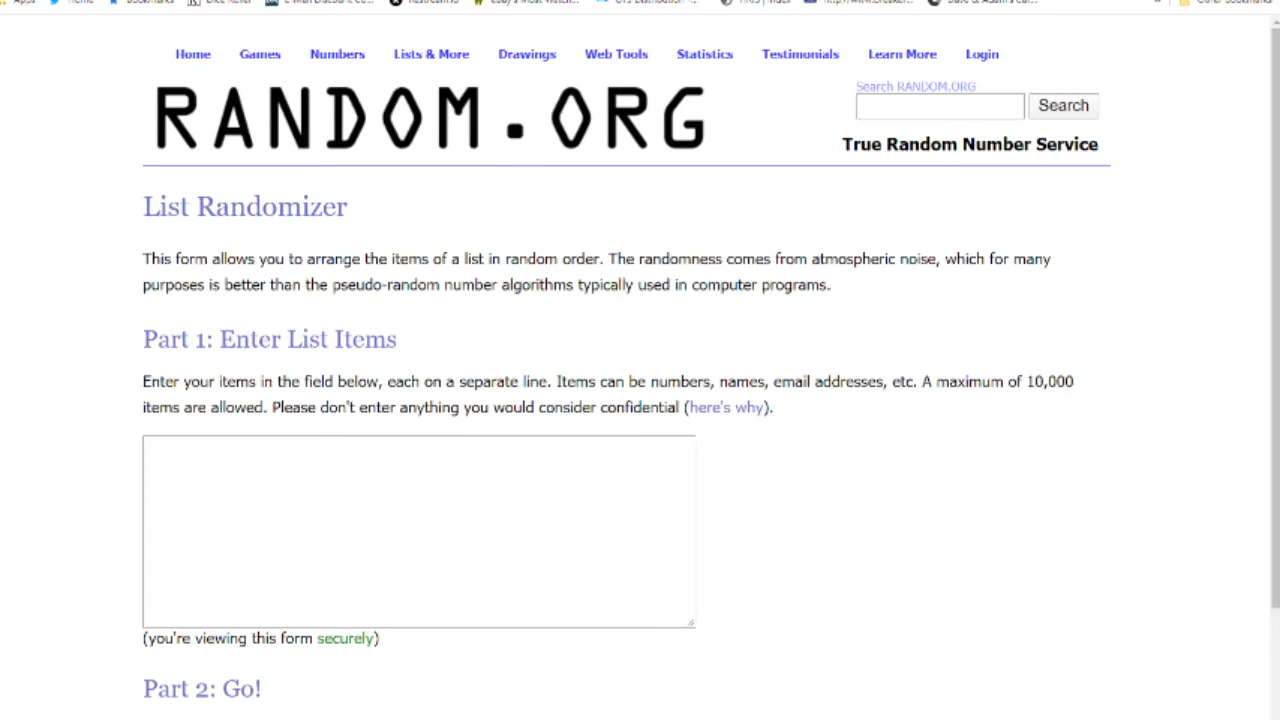 Apps Home Bookmarks
Home Games Numbers Lists & More Drawings Web Tools Statistics Testimonials Learn More Login
RANDOM.ORG
Search RANDOM.ORG
Search
True Random Number Service
List Randomizer
This form allows you to arrange the items of a list in random order. The randomness comes from atmospheric noise, which for many
purposes is better than the pseudo-random number algorithms typically used in computer programs.
Part 1: Enter List Items
Enter your items in the field below, each on a separate line. Items can be numbers, names, email addresses, etc. A maximum of 10,000
items are allowed. Please don't enter anything you would consider confidential (here's why).
(you're viewing this form securely)
Part 2: Go!